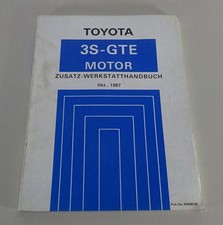 TOYOTA
3S-GTE
MOTOR
ZUSATZ-WERKSTATTHANDBUCH
Okt., 1987